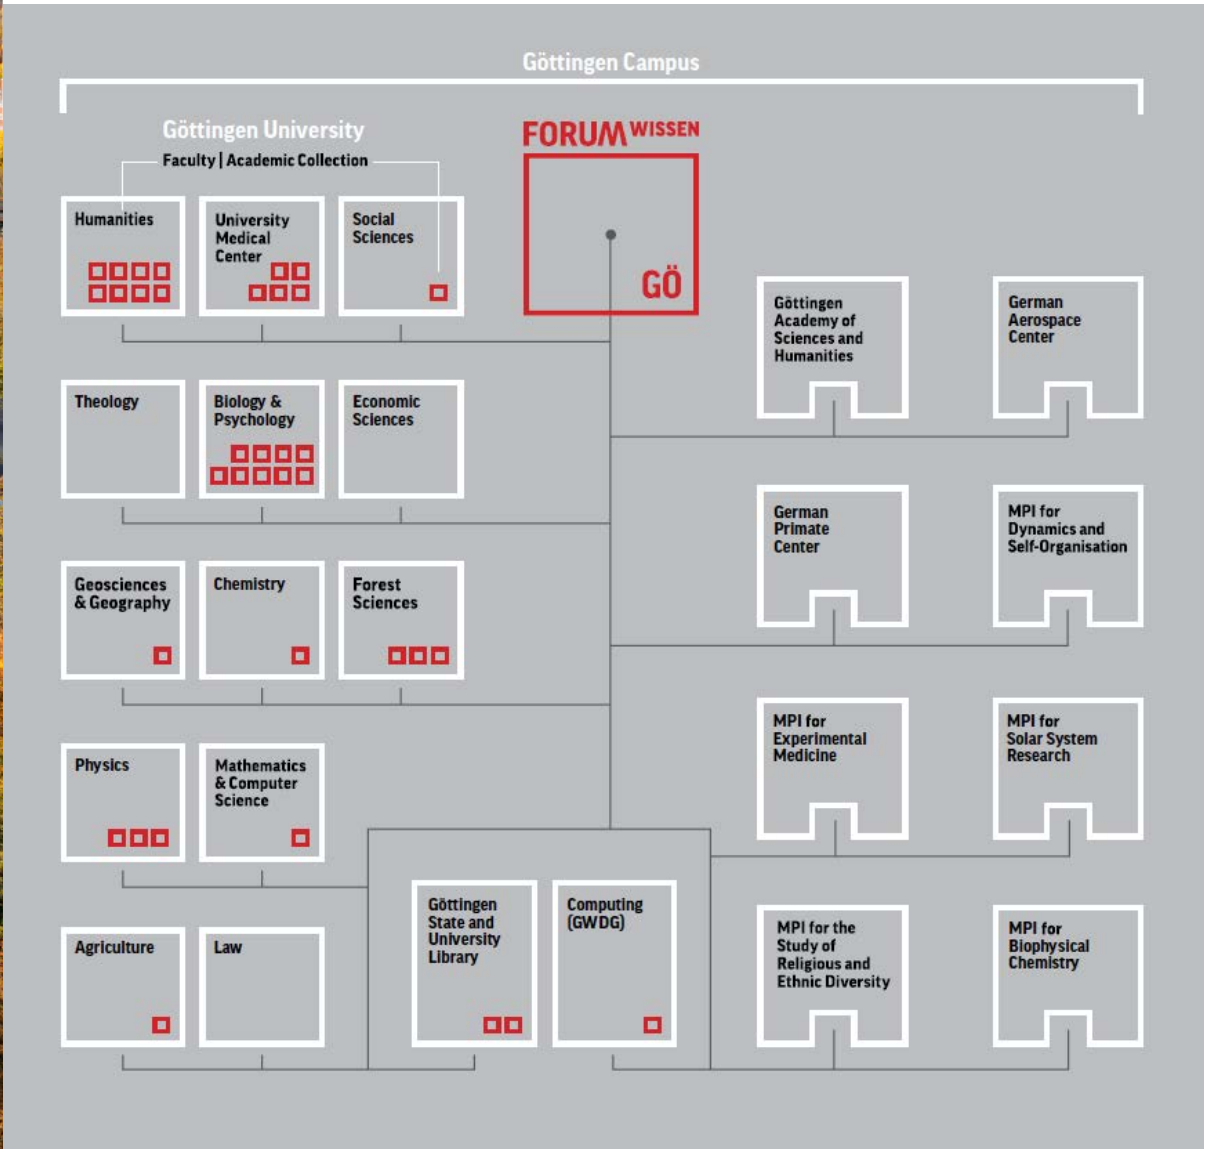 Göttingen Campus
Göttingen University
Faculty | Academic Collection
FORUM WISSEN
GÖ
Humanities
University
Medical
Center
Social
Sciences
Göttingen
Academy of
Sciences and
Humanities
German
Aerospace
Center
Theology
Biology &
Psychology
Economic
Sciences
German
Primate
Center
MPI for
Dynamics and
Self-Organisation
Geosciences
& Geography
Chemistry
Forest
Sciences
MPI for
Experimental
Medicine
MPI for
Solar System
Research
Physics
Mathematics
& Computer
Science
Göttingen
State and
University
Library
Computing
(GWDG)
MPI for the
Study of
Religious and
Ethnic Diversity
MPI for
Biophysical
Chemistry
Agriculture
Law